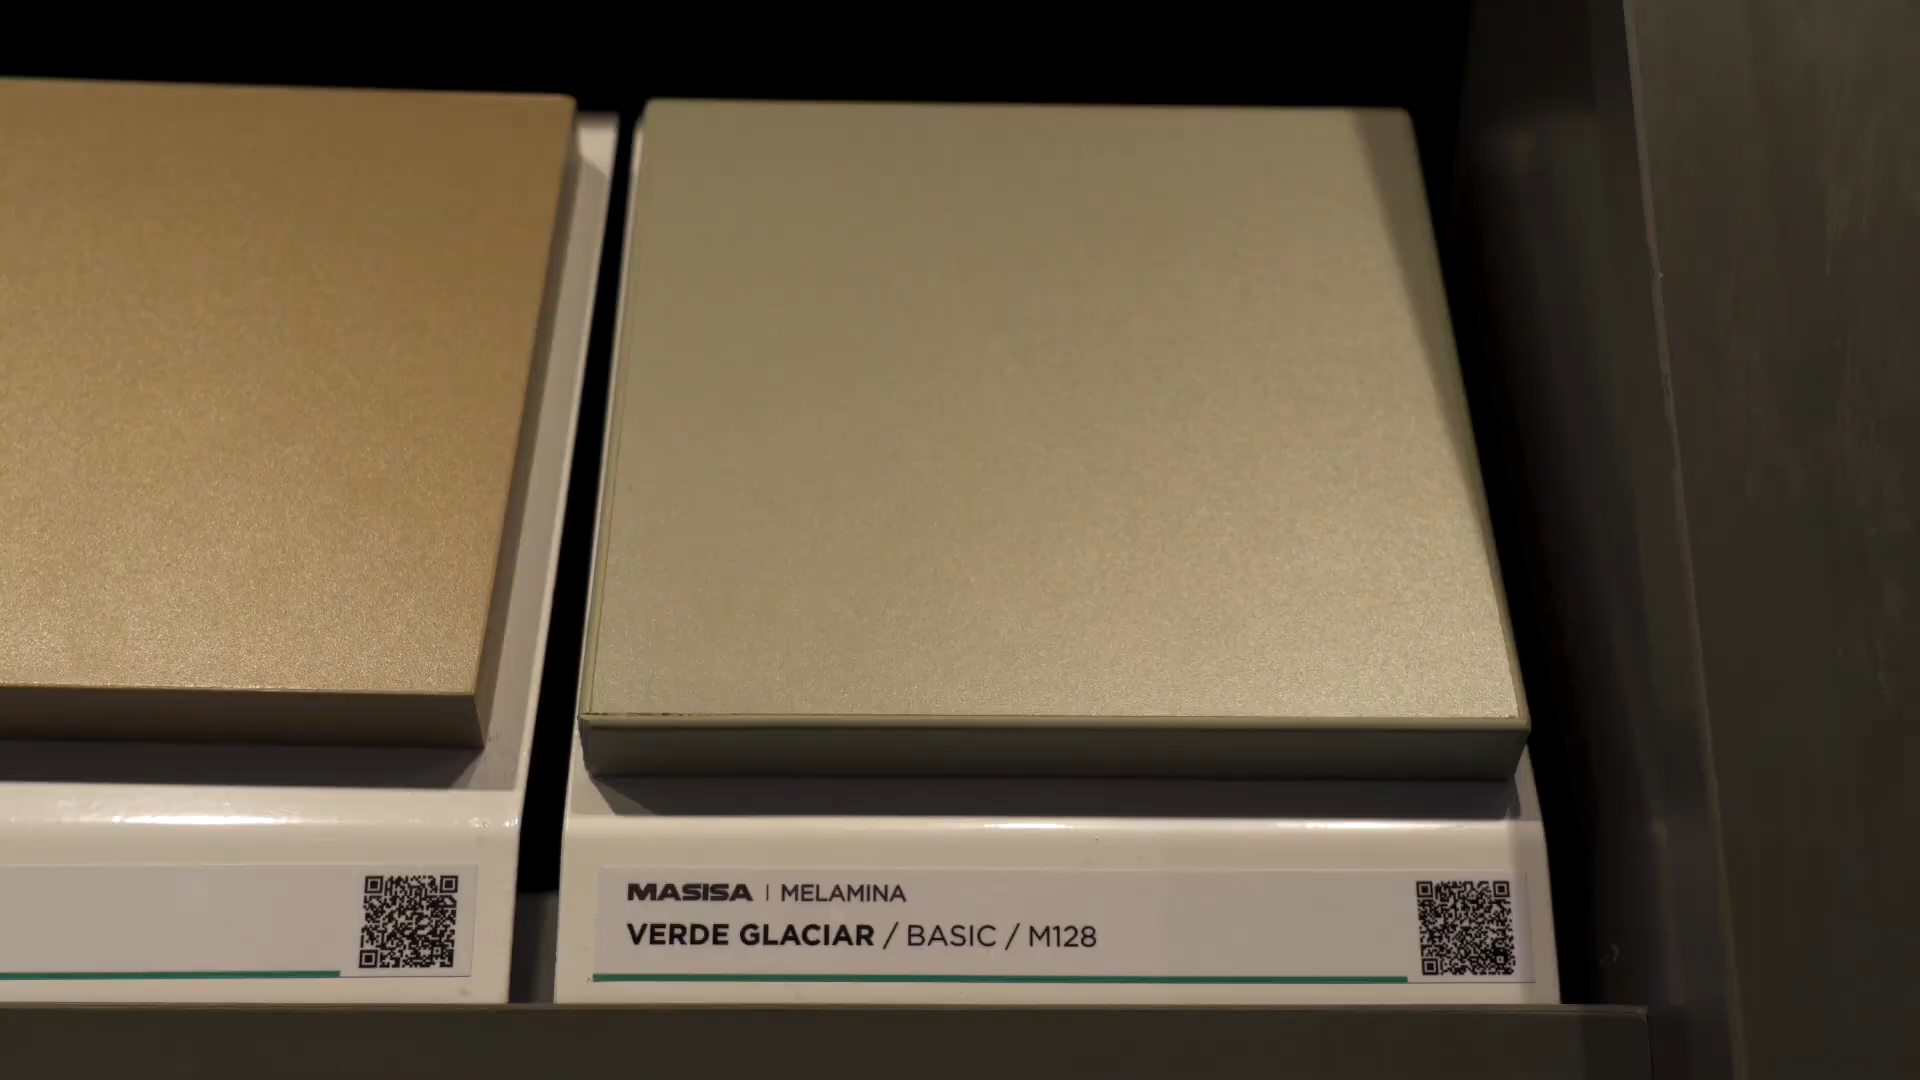 MASISA | MELAMINA
VERDE GLACIAR / BASIC / M128